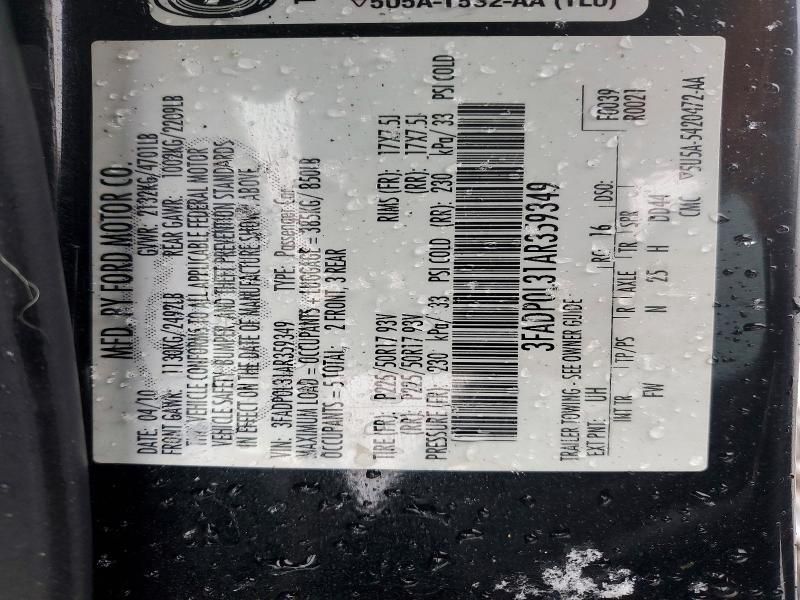 5U5A-1532-AA (TLU)
MFD. BY FORD MOTOR CO.
DATE: 04/10 GVWR: 2132KG/4701LB
FRONT GAWR: 1130KG/2492LB REAR GAWR: 1002KG/2209LB
THIS VEHICLE CONFORMS TO ALL APPLICABLE FEDERAL MOTOR
VEHICLE SAFETY, BUMPER, AND THEFT PREVENTION STANDARDS
IN EFFECT ON THE DATE OF MANUFACTURE SHOWN ABOVE
VIN: 3FADP0L31AR359349 TYPE: Passenger Car
MAXIMUM LOAD = OCCUPANTS + LUGGAGE = 385KG/ 850LB
OCCUPANTS = 5 TOTAL: 2 FRONT, 3 REAR
TIRE (FR): P225/50R17 93V RIMS (FR): 17X7.5J
(RR): P225/50R17 93V (RR): 17X7.5J
PRESSURE (FR): 230 kPa/ 33 PSI COLD (RR): 230 kPa/ 33 PSI COLD
3FADP0L31AR359349
TRAILER TOWING - SEE OWNER GUIDE
F0039
R0021
EXT PNT: UH RC: 16 DSO:
INT TR TP/PS R AXLE TR SPR
FW N 25 H DD44
CMC 5U5A-5420472-AA